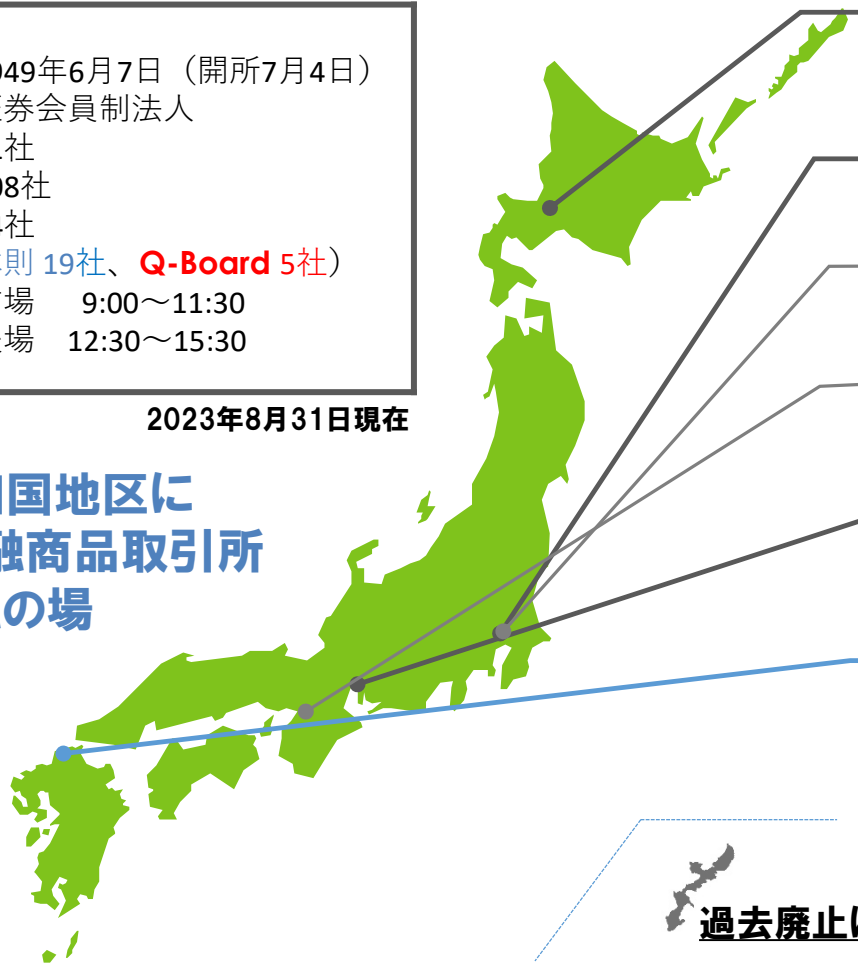 949年6月7日（開所7月4日）
券会員制法人
社
8社
社
則 19社、Q-Board 5社）
場 9:00～11:30
場 12:30～15:30
2023年8月31日現在
国地区に
融商品取引所
の場
過去廃止